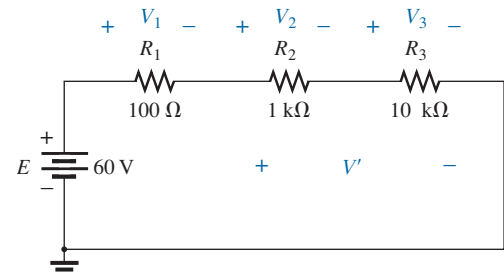 + V₁ − + V₂ − + V₃ −
R₁ R₂ R₃
100 Ω 1 kΩ 10 kΩ
+
E 60 V + V′ −
−